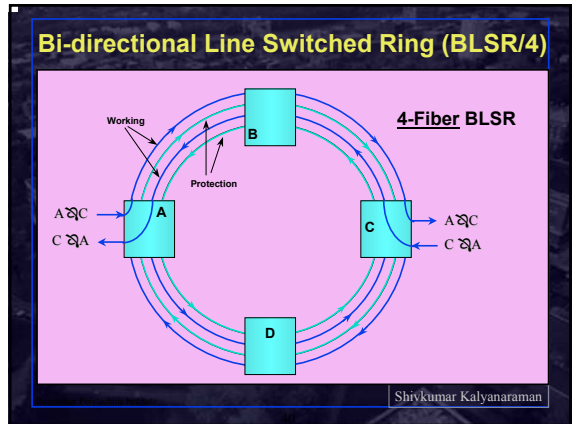 Bi-directional Line Switched Ring (BLSR/4)
4-Fiber BLSR
Working
B
Protection
A
C
A🙰C
C 🙰A
A🙰C
C 🙰A
D
Shivkumar Kalyanaraman